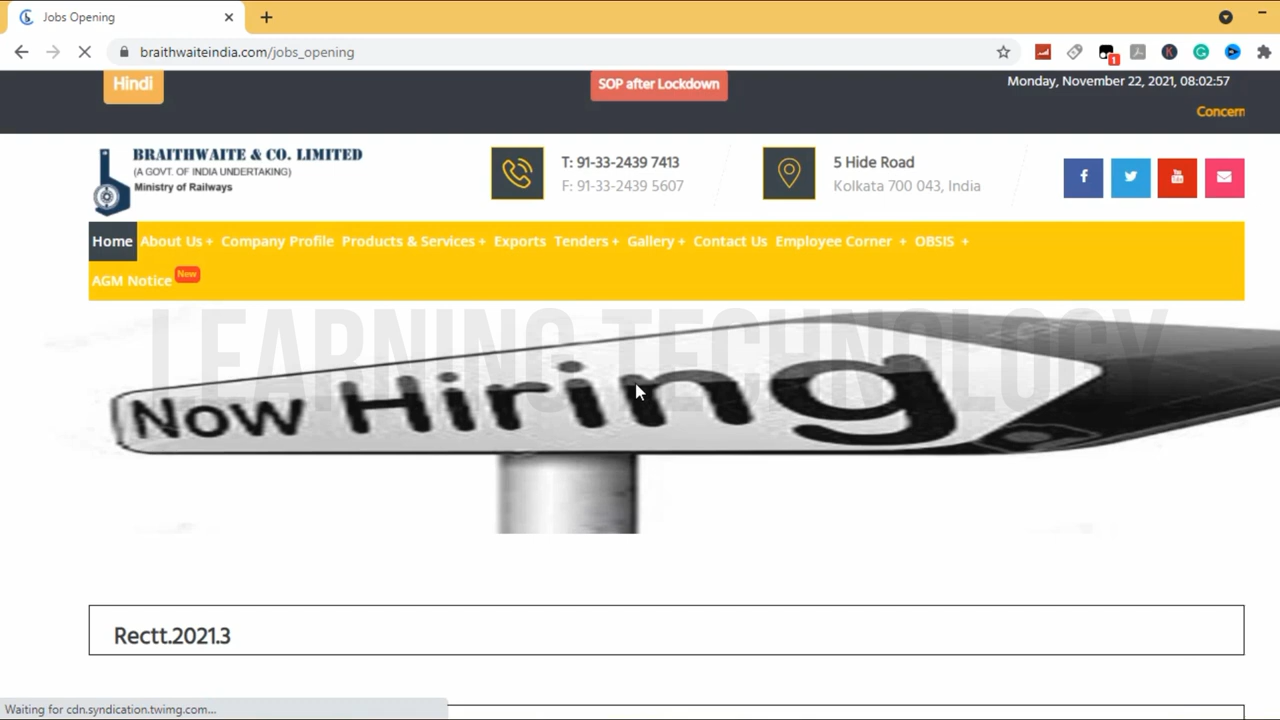 Jobs Opening
braithwaiteindia.com/jobs_opening
1
Hindi
SOP after Lockdown
Monday, November 22, 2021, 08:02:57
Concern
BRAITHWAITE & CO. LIMITED
(A GOVT. OF INDIA UNDERTAKING)
Ministry of Railways
T: 91-33-2439 7413
F: 91-33-2439 5607
5 Hide Road
Kolkata 700 043, India
Home About Us + Company Profile Products & Services + Exports Tenders + Gallery + Contact Us Employee Corner + OBSIS +
AGM Notice New
LEARNING TECHNOLOGY
Now Hiring
Rectt.2021.3
Waiting for cdn.syndication.twimg.com...